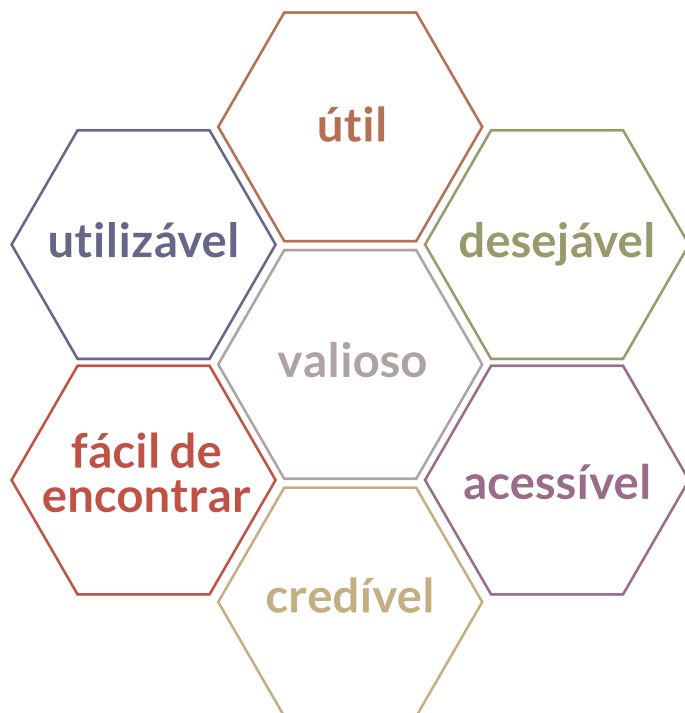 útil
utilizável
desejável
valioso
fácil de
encontrar
acessível
credível